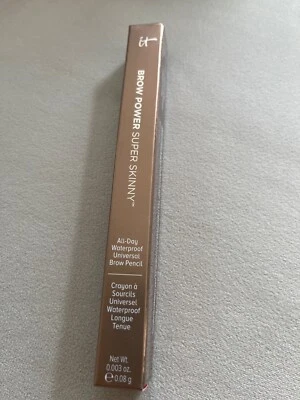 it
BROW POWER SUPER SKINNY™
All-Day
Waterproof
Universal
Brow Pencil
Crayon à
Sourcils
Universel
Waterproof
Longue
Tenue
Net Wt.
0.003 oz.
℮ 0.08 g